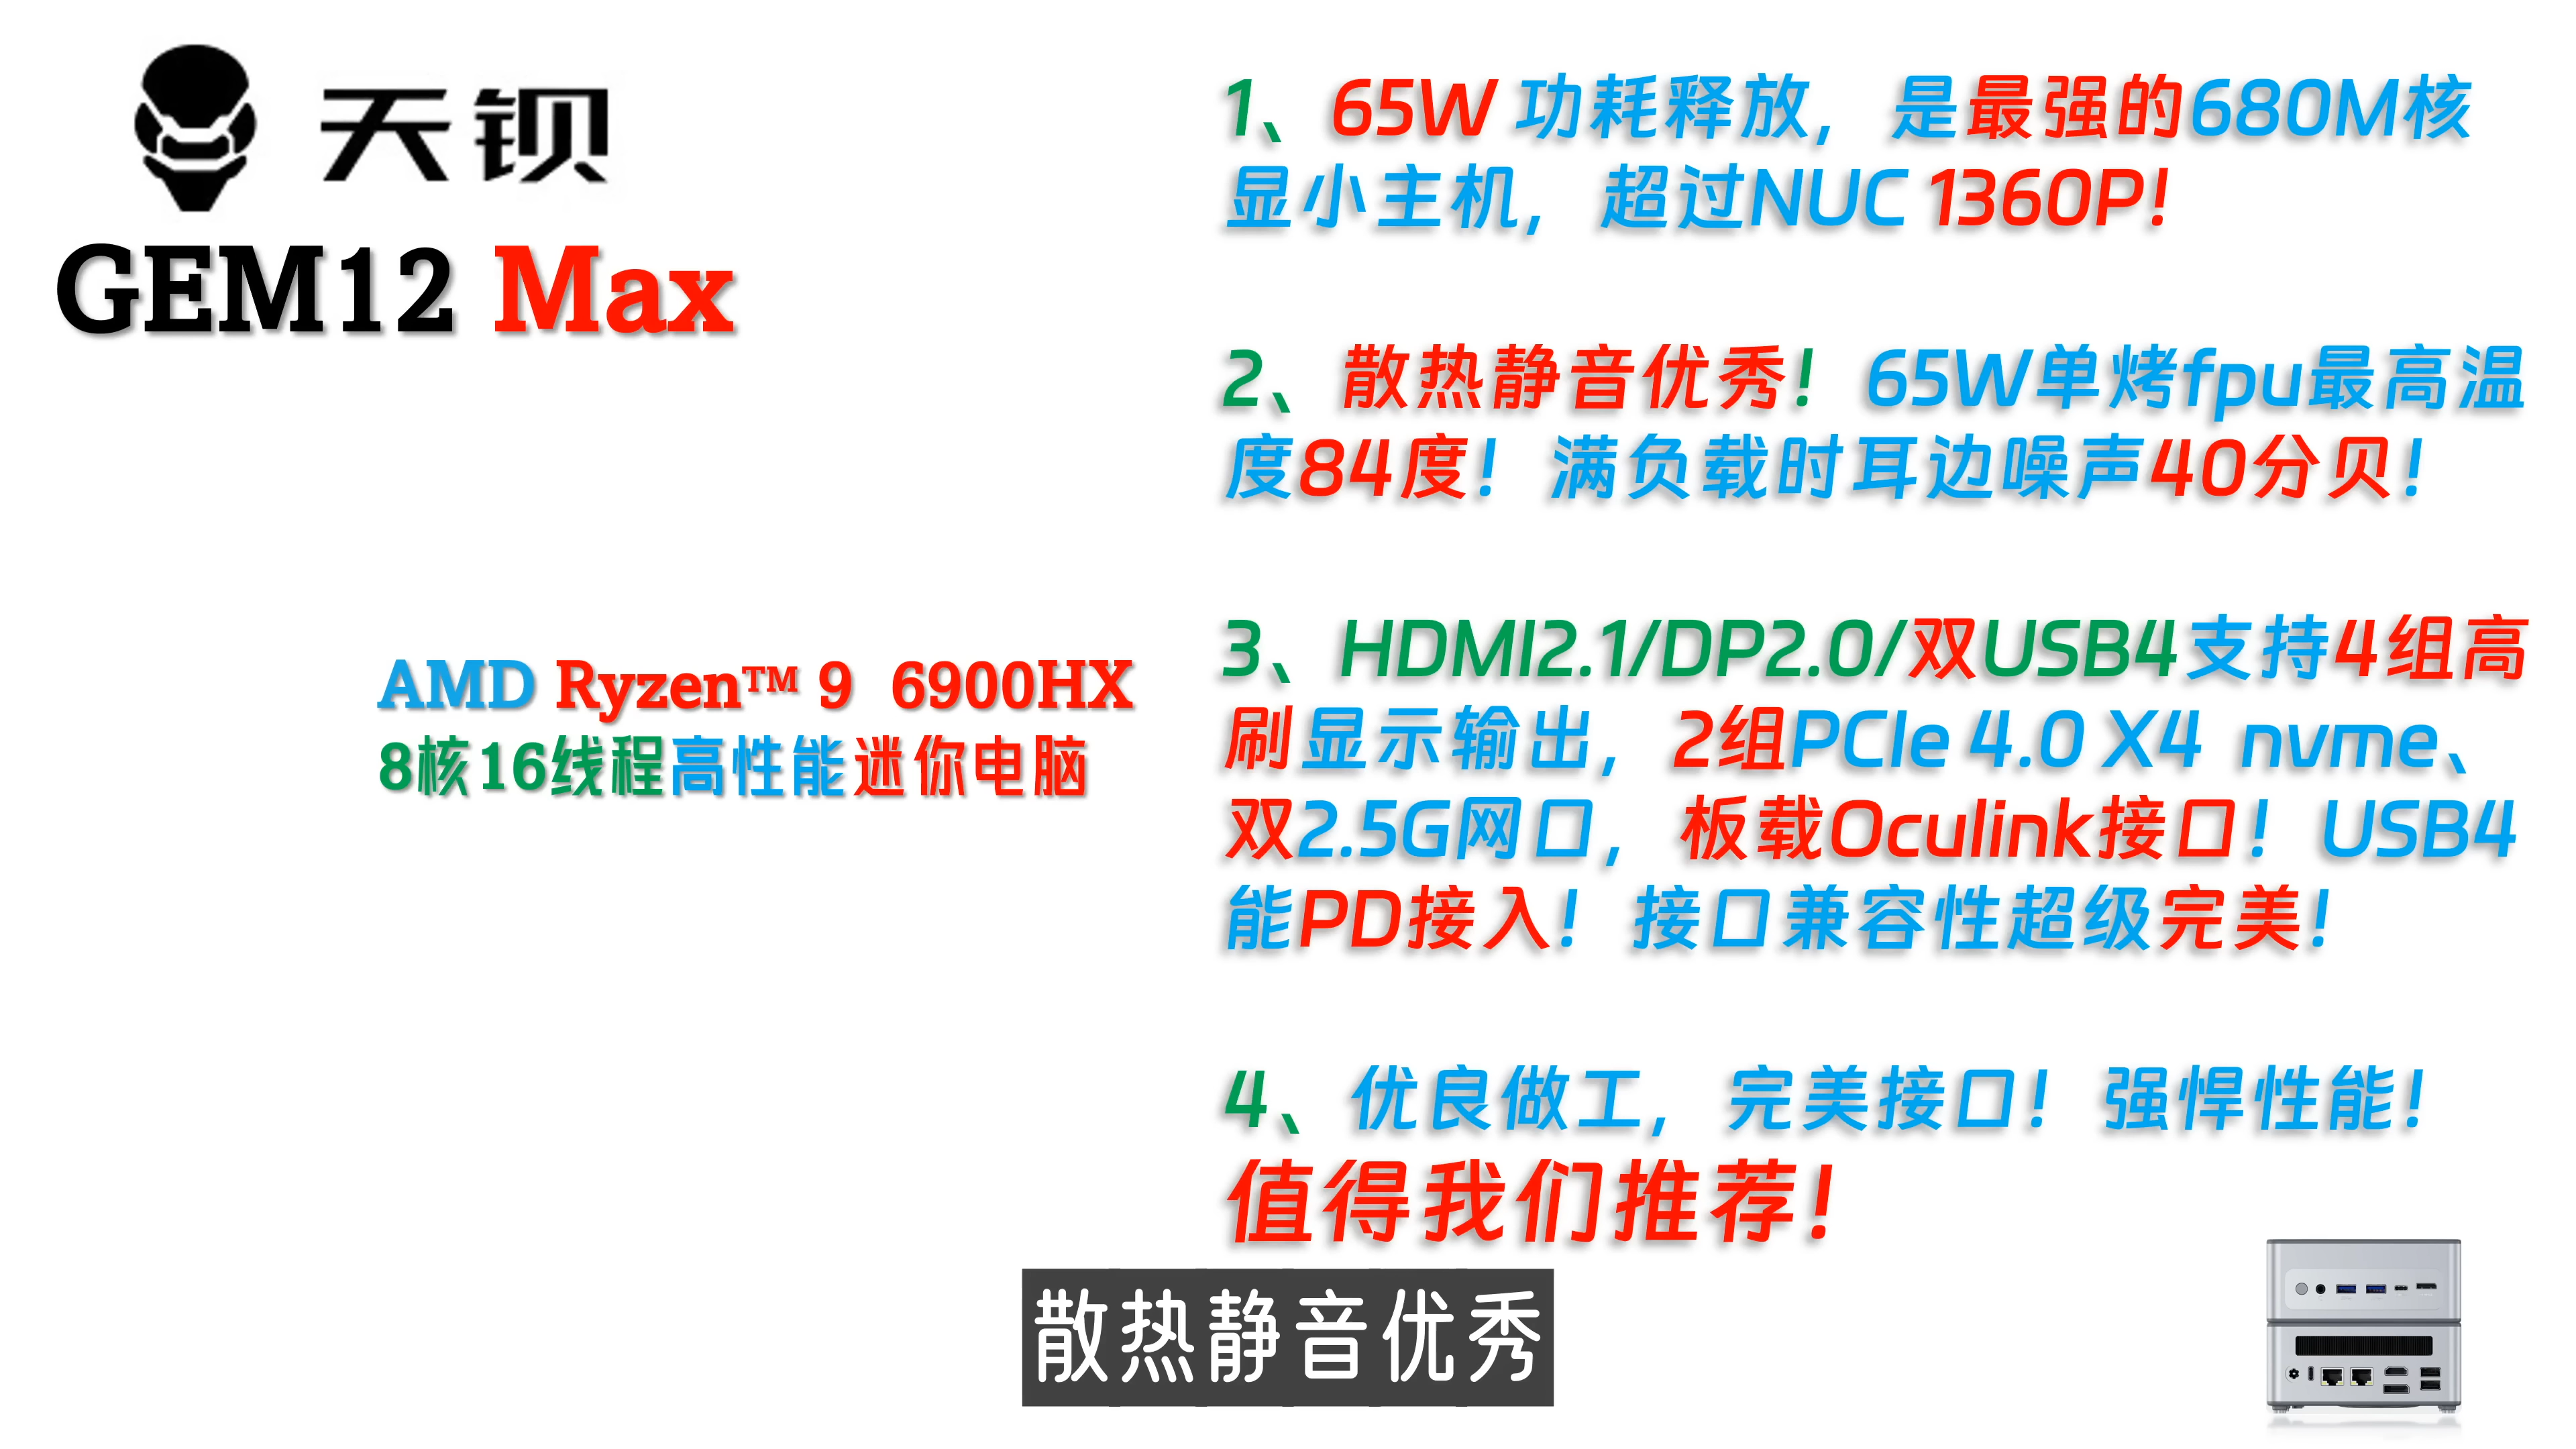 天钡
GEM12 Max
AMD Ryzen™ 9 6900HX
8核16线程高性能迷你电脑
1、65W 功耗释放，是最强的680M核
显小主机，超过NUC 1360P！
2、散热静音优秀！65W单烤fpu最高温
度84度！满负载时耳边噪声40分贝！
3、HDMI2.1/DP2.0/双USB4支持4组高
刷显示输出，2组PCIe 4.0 X4 nvme、
双2.5G网口，板载Oculink接口！USB4
能PD接入！接口兼容性超级完美！
4、优良做工，完美接口！强悍性能！
值得我们推荐！
散热静音优秀